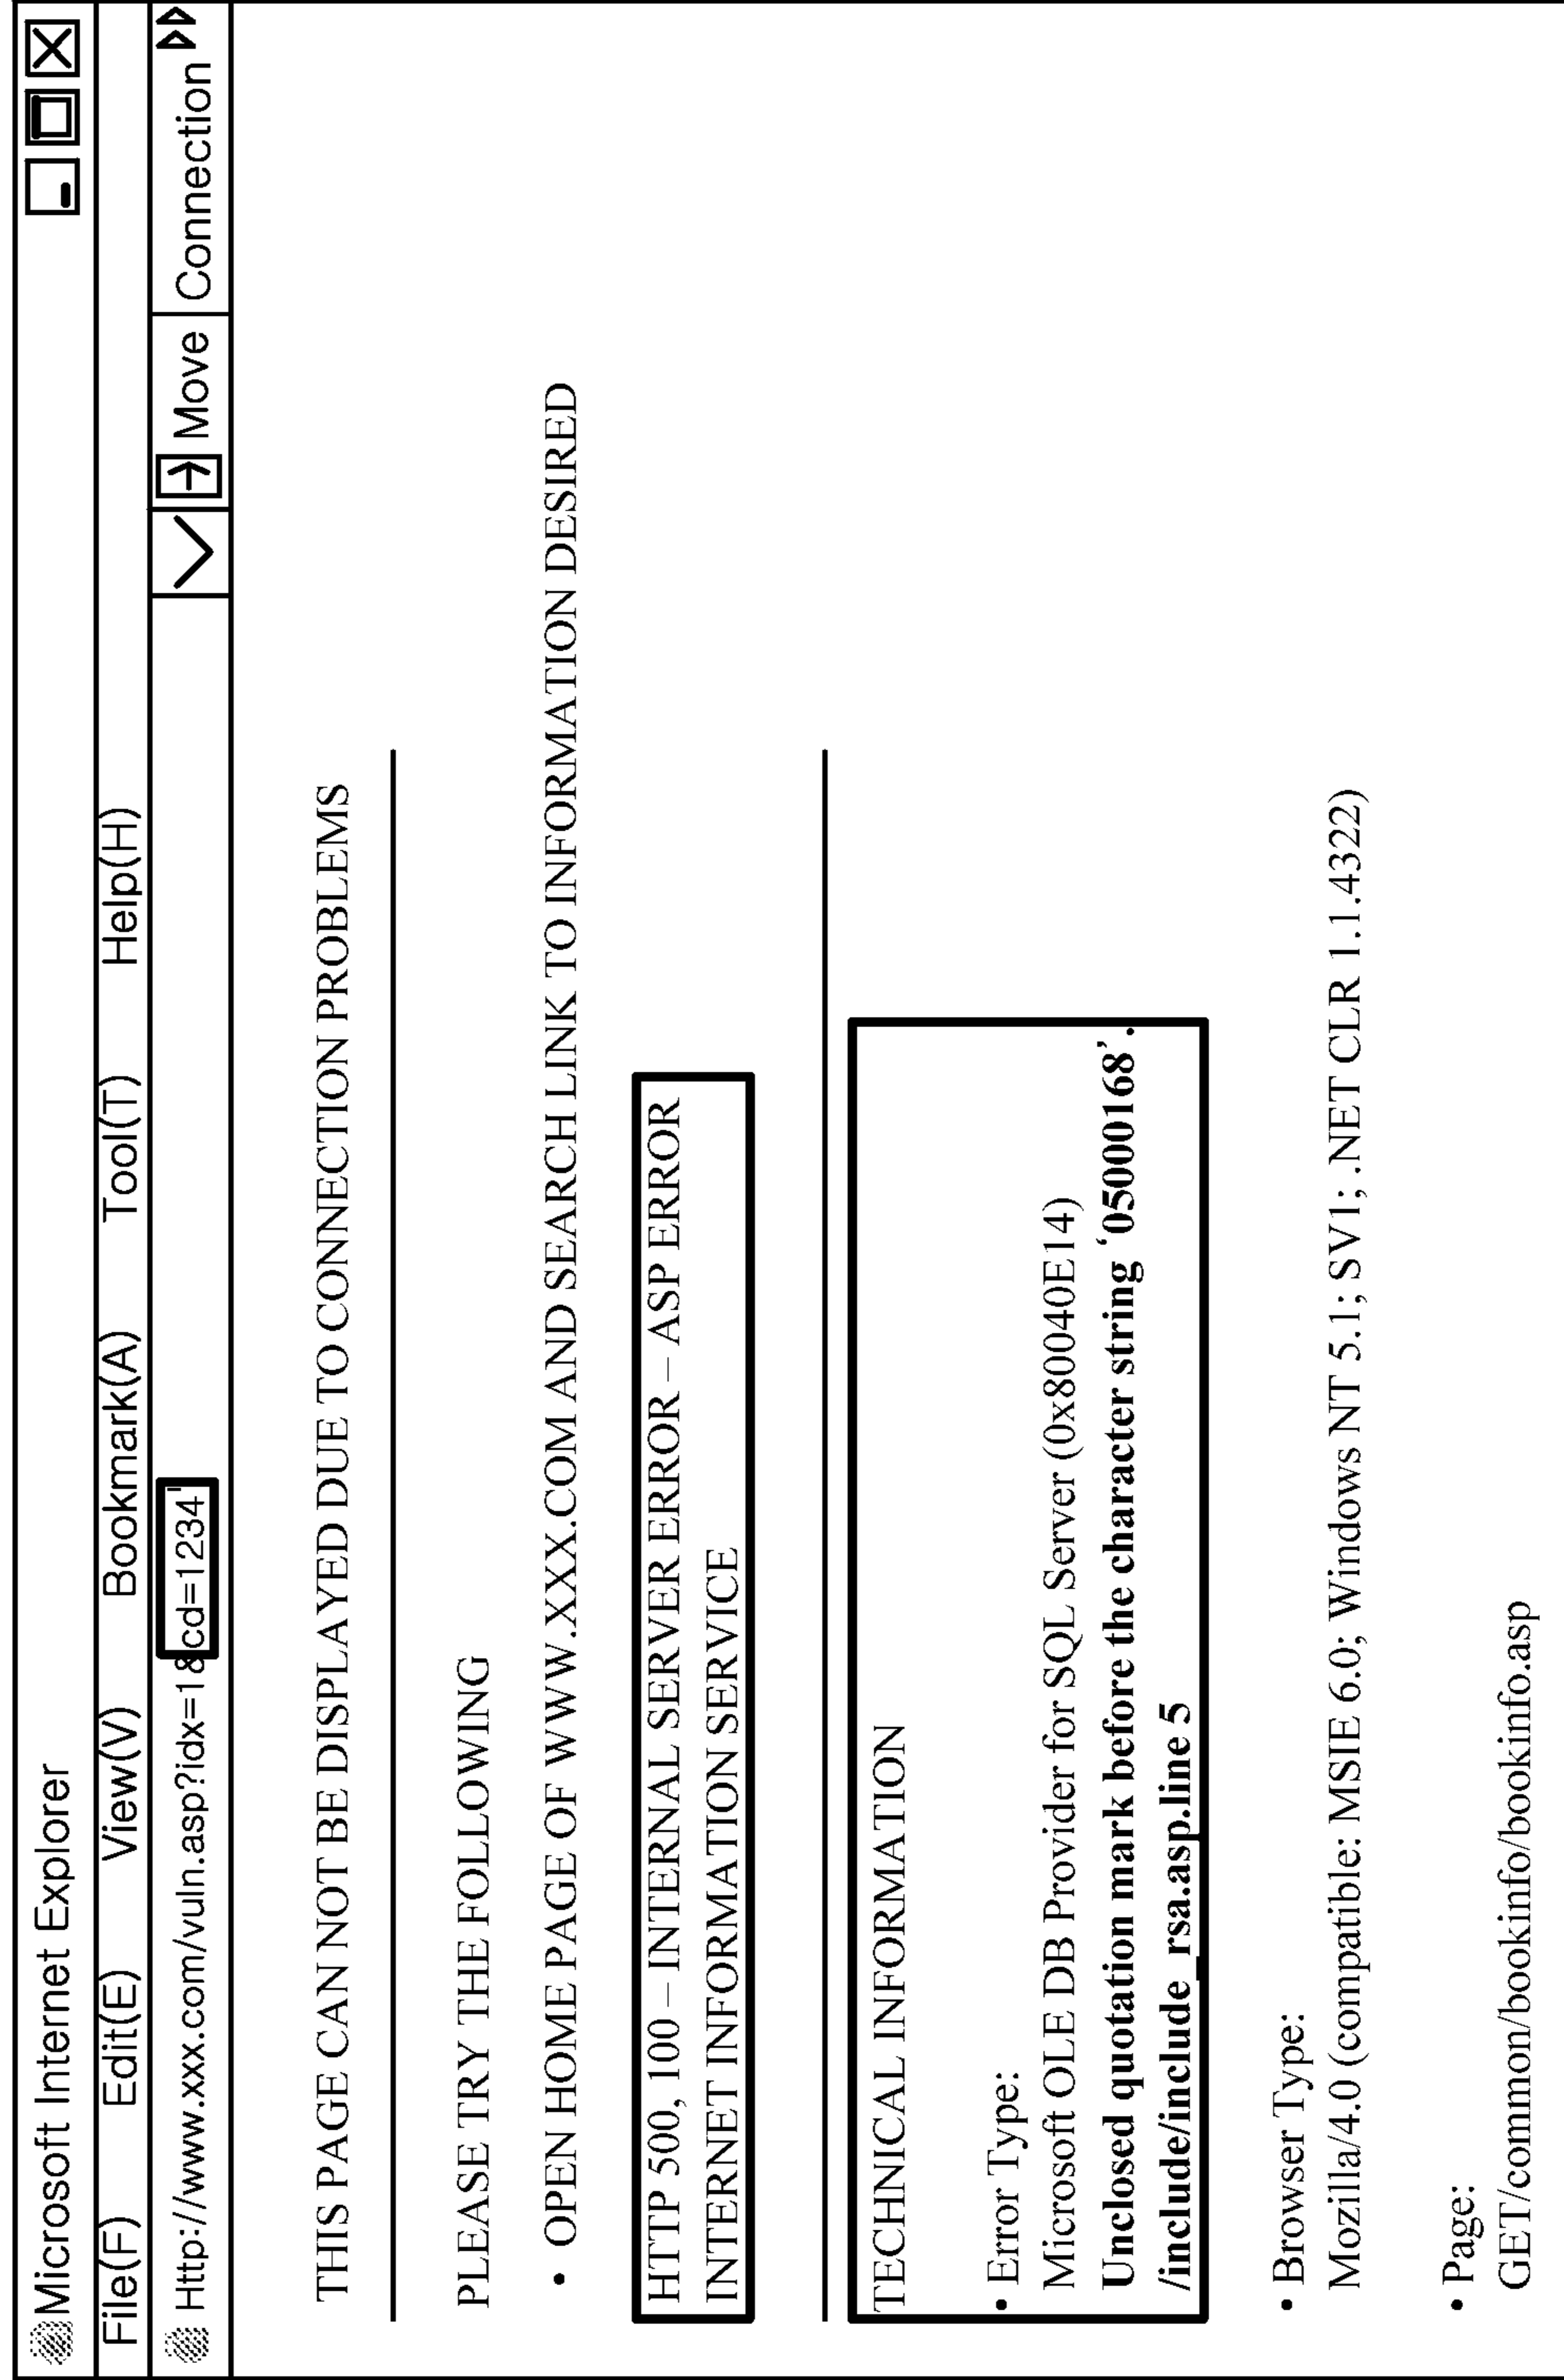 Microsoft Internet Explorer
File(F) Edit(E) View(V) Bookmark(A) Tool(T) Help(H)
Http://www.xxx.com/vuln.asp?idx=1&cd=1234' Move Connection
THIS PAGE CAN NOT BE DISPLAYED DUE TO CONNECTION PROBLEMS
PLEASE TRY THE FOLLOWING
• OPEN HOME PAGE OF WWW.XXX.COM AND SEARCH LINK TO INFORMATION DESIRED
HTTP 500, 100 – INTERNAL SERVER ERROR – ASP ERROR
INTERNET INFORMATION SERVICE
TECHNICAL INFORMATION
• Error Type:
Microsoft OLE DB Provider for SQL Server (0x80040E14)
Unclosed quotation mark before the character string ‘05000168’.
/include/include_rsa.asp.line 5
• Browser Type:
Mozilla/4.0 (compatible: MSIE 6.0; Windows NT 5.1; SV1; .NET CLR 1.1.4322)
• Page:
GET/common/bookinfo/bookinfo.asp